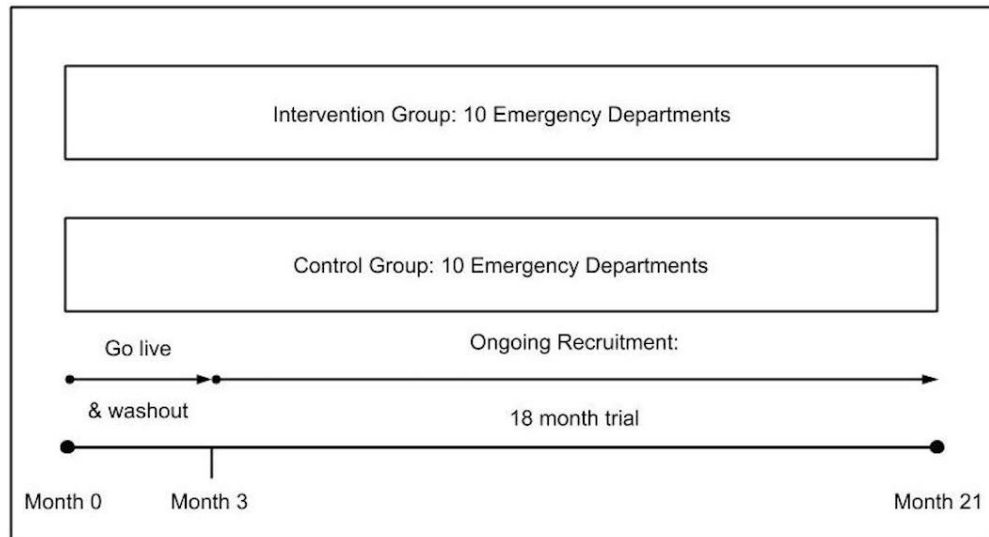 Intervention Group: 10 Emergency Departments
Control Group: 10 Emergency Departments
Go live
Ongoing Recruitment:
& washout
18 month trial
Month 0
Month 3
Month 21